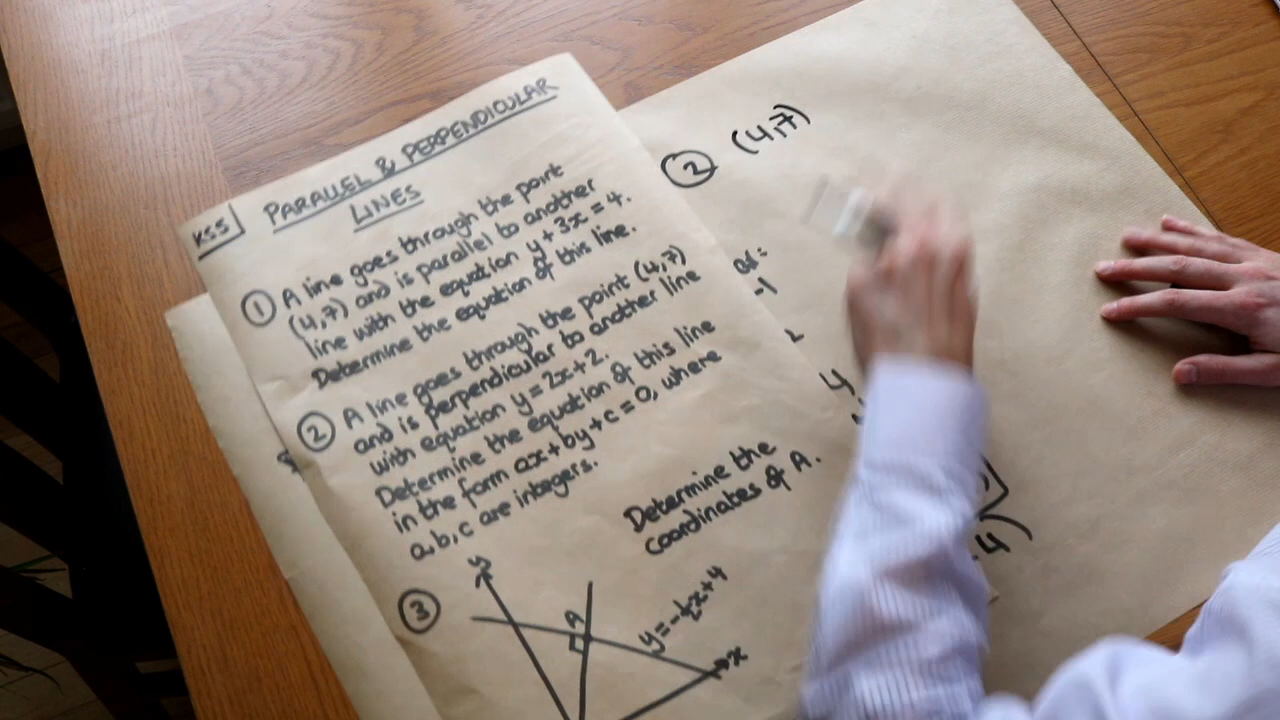 KS5
PARALLEL & PERPENDICULAR
LINES
① A line goes through the point
(4,7) and is parallel to another
line with the equation y+3x=4.
Determine the equation of this line.
② A line goes through the point (4,7)
and is perpendicular to another line
with equation y=2x+2.
Determine the equation of this line
in the form ax+by+c=0, where
a,b,c are integers.
Determine the
coordinates of A.
③
y
A
y=-½x+4
x
② (4,7)